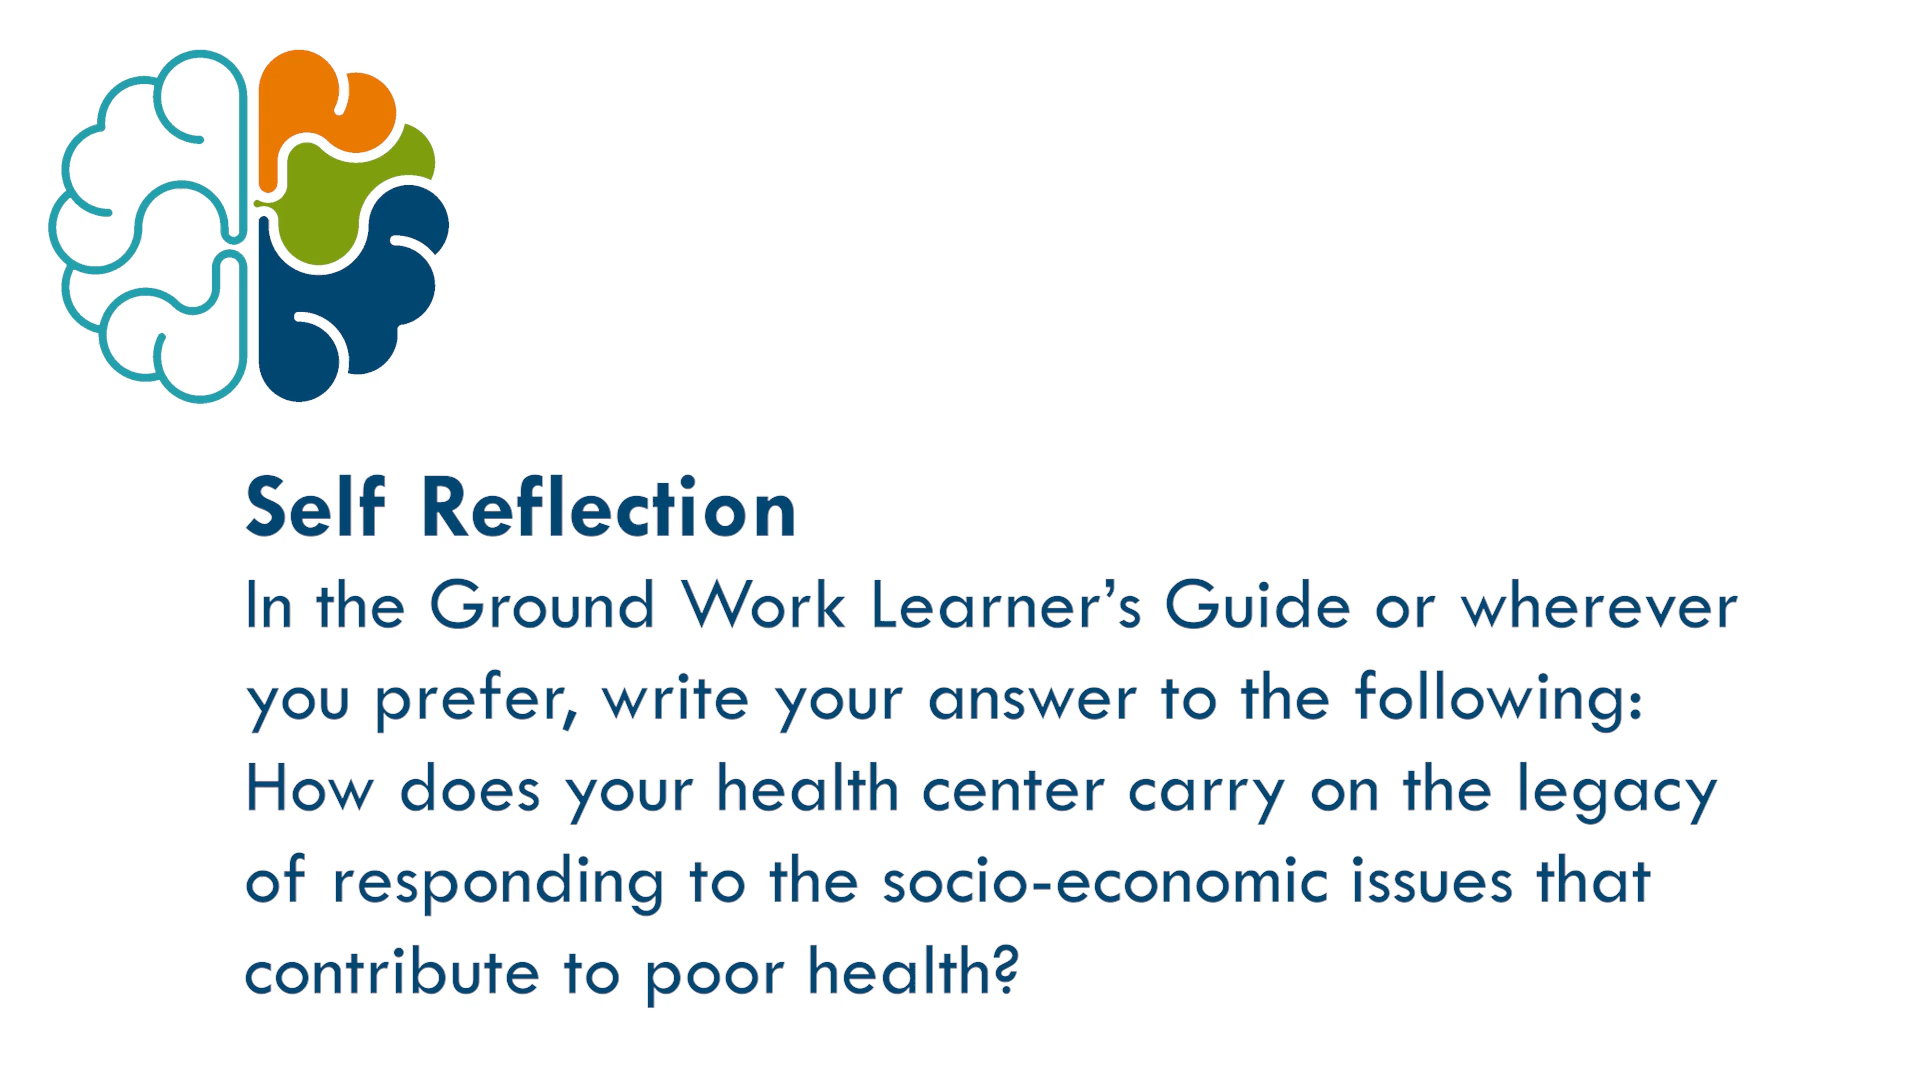 Self Reflection
In the Ground Work Learner’s Guide or wherever
you prefer, write your answer to the following:
How does your health center carry on the legacy
of responding to the socio-economic issues that
contribute to poor health?